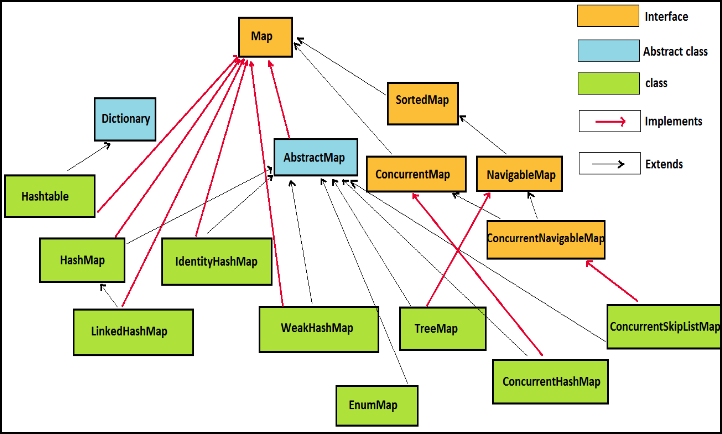 Map
Interface
Abstract class
class
Implements
Extends
SortedMap
Dictionary
AbstractMap
ConcurrentMap
NavigableMap
Hashtable
ConcurrentNavigableMap
HashMap
IdentityHashMap
LinkedHashMap
WeakHashMap
TreeMap
ConcurrentSkipListMap
ConcurrentHashMap
EnumMap